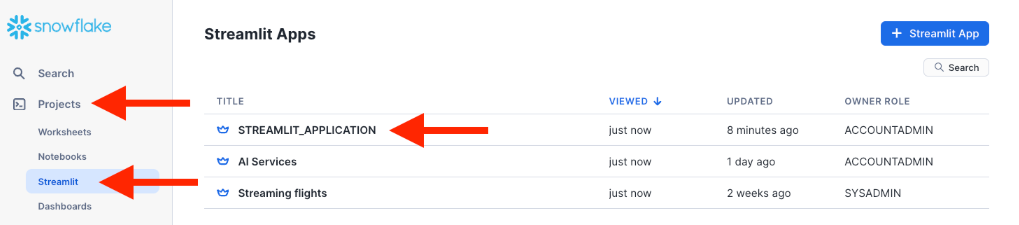 snowflake
Search
Projects
Worksheets
Notebooks
Streamlit
Dashboards
Streamlit Apps
+ Streamlit App
Search
TITLE VIEWED ↓ UPDATED OWNER ROLE
STREAMLIT_APPLICATION just now 8 minutes ago ACCOUNTADMIN
AI Services just now 1 day ago ACCOUNTADMIN
Streaming flights just now 2 weeks ago SYSADMIN